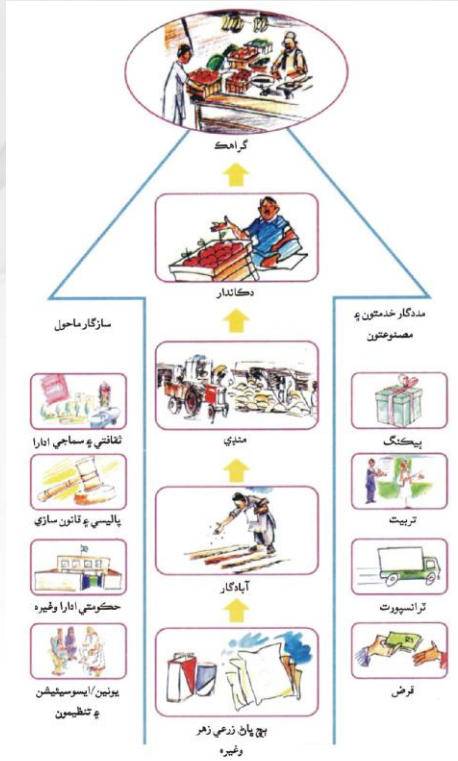 گراهڪ
دڪاندار
سازگار ماحول
مددگار خدمتون ۽
مصنوعتون
منڊي
پيڪنگ
ثقافتي ۽ سماجي ادارا
تربيت
پاليسي ۽ قانون سازي
آبادگار
ٽرانسپورٽ
حڪومتي ادارا وغيره
قرض
يونين/ايسوسيئيشن
۽ تنظيمون
ٻج ڀاڻ زرعي زهر
وغيره